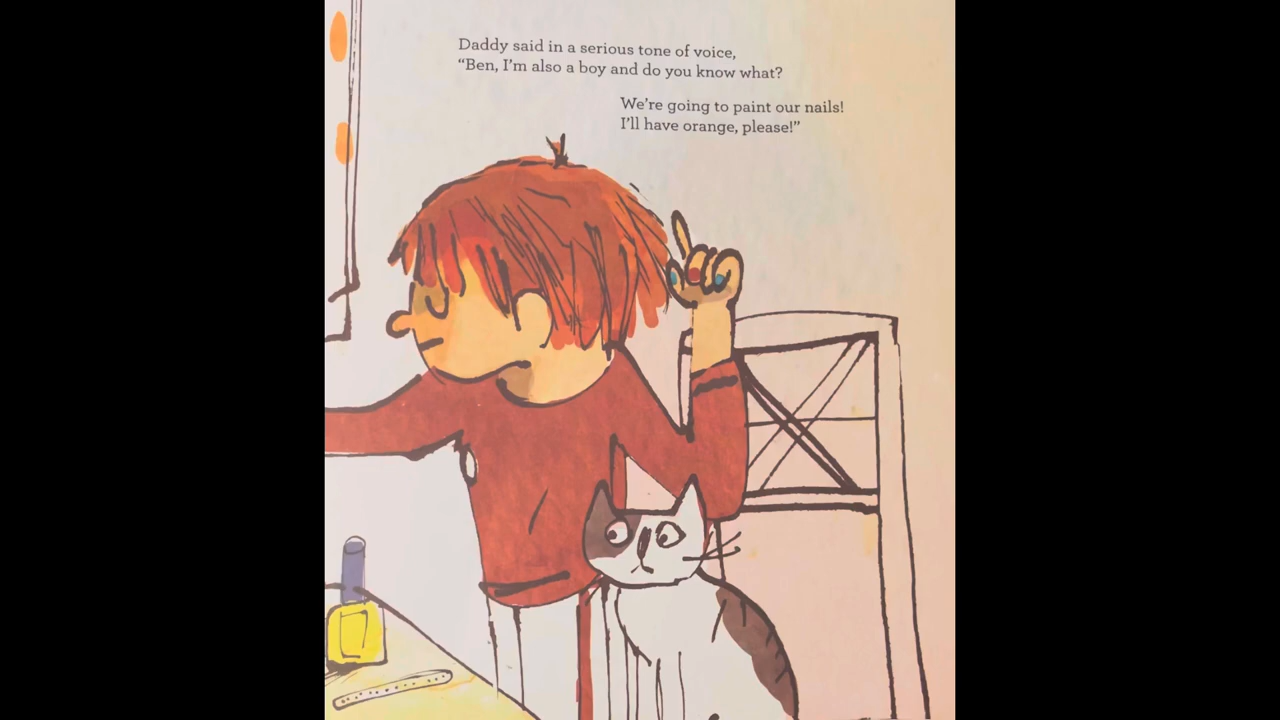 Daddy said in a serious tone of voice,
“Ben, I’m also a boy and do you know what?
We’re going to paint our nails!
I’ll have orange, please!”